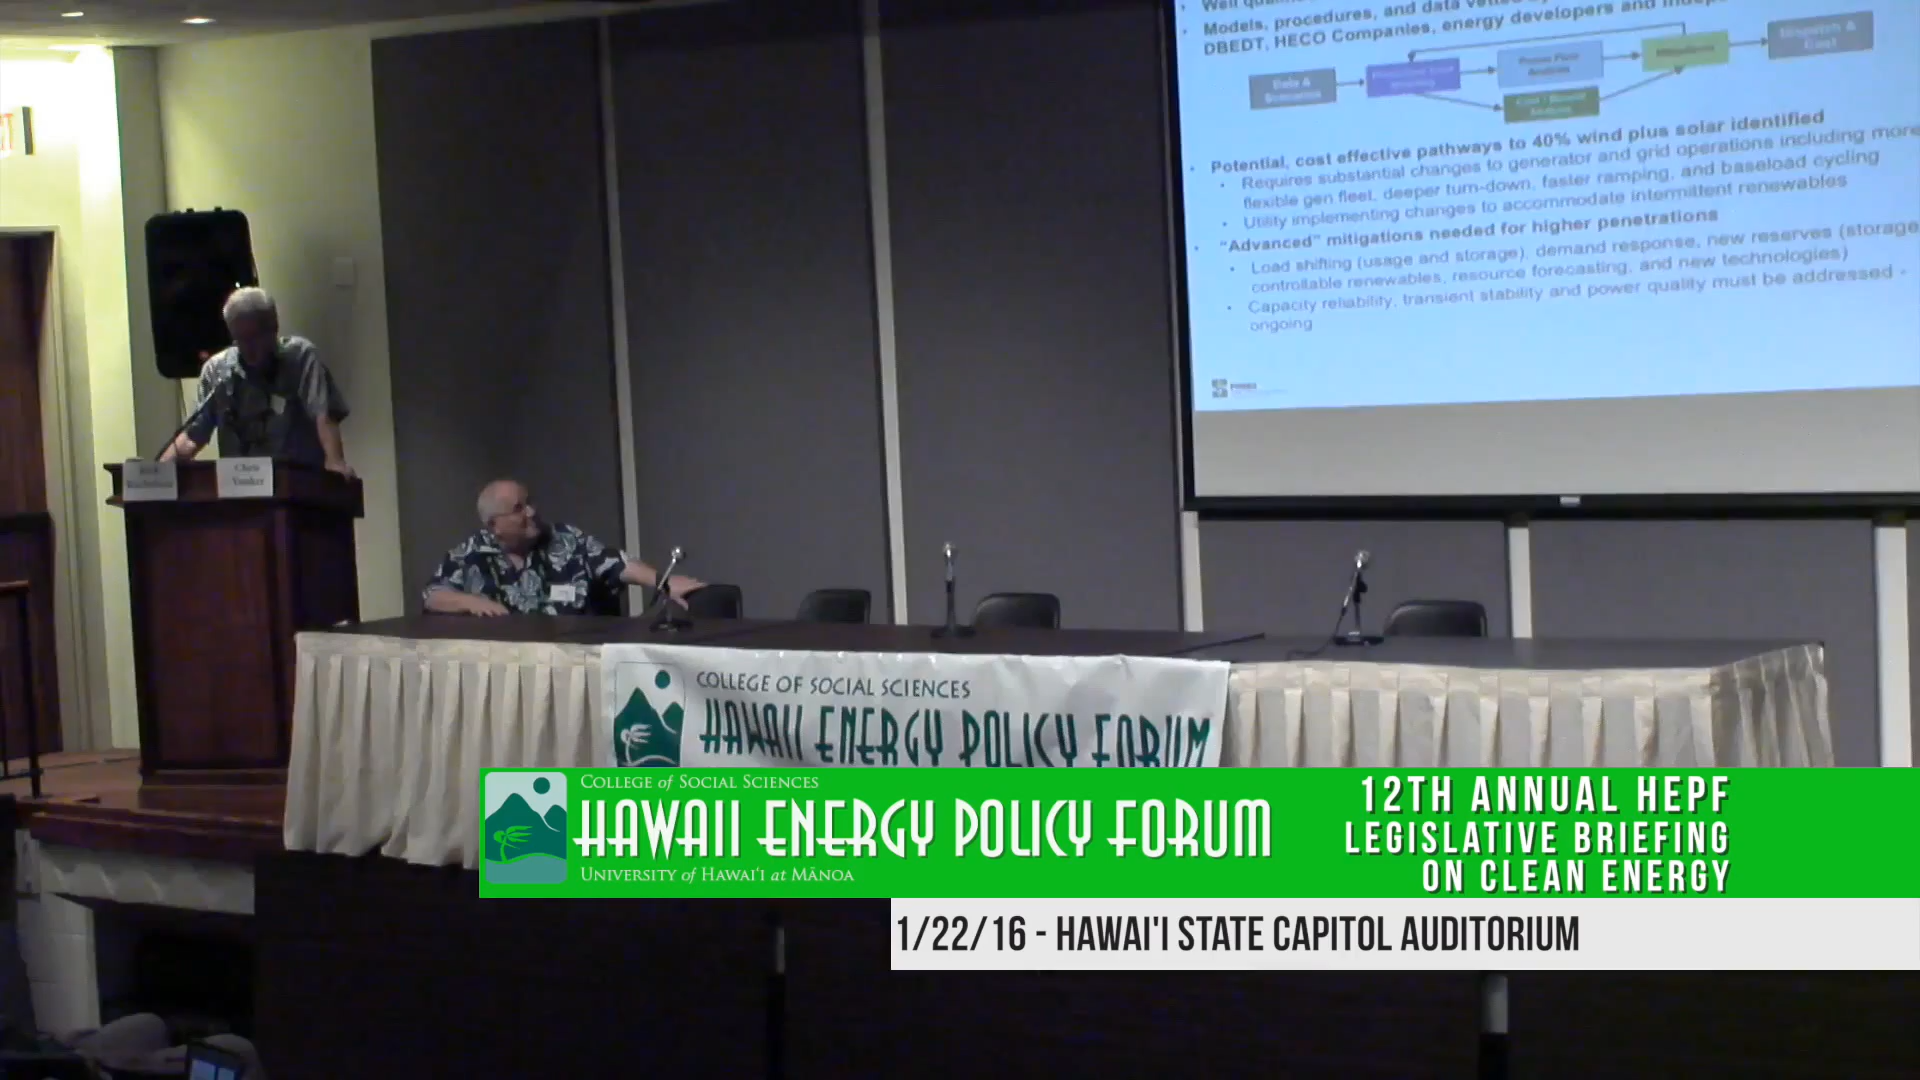 Models, procedures, and data
DBEDT, HECO Companies, energy developers and
Potential, cost effective pathways to 40% wind plus solar identified
Requires substantial changes to generator and grid operations including more
flexible gen fleet, deeper turn-down, faster ramping, and baseload cycling
Utility implementing changes to accommodate intermittent renewables
“Advanced” mitigations needed for higher penetrations
Load shifting (usage and storage), demand response, new reserves (storage
controllable renewables, resource forecasting, and new technologies)
Capacity reliability, transient stability and power quality must be addressed -
ongoing
Chris
COLLEGE OF SOCIAL SCIENCES
HAWAII ENERGY POLICY FORUM
College of Social Sciences
HAWAII ENERGY POLICY FORUM
University of Hawai'i at Mānoa
12TH ANNUAL HEPF
LEGISLATIVE BRIEFING
ON CLEAN ENERGY
1/22/16 - HAWAI'I STATE CAPITOL AUDITORIUM